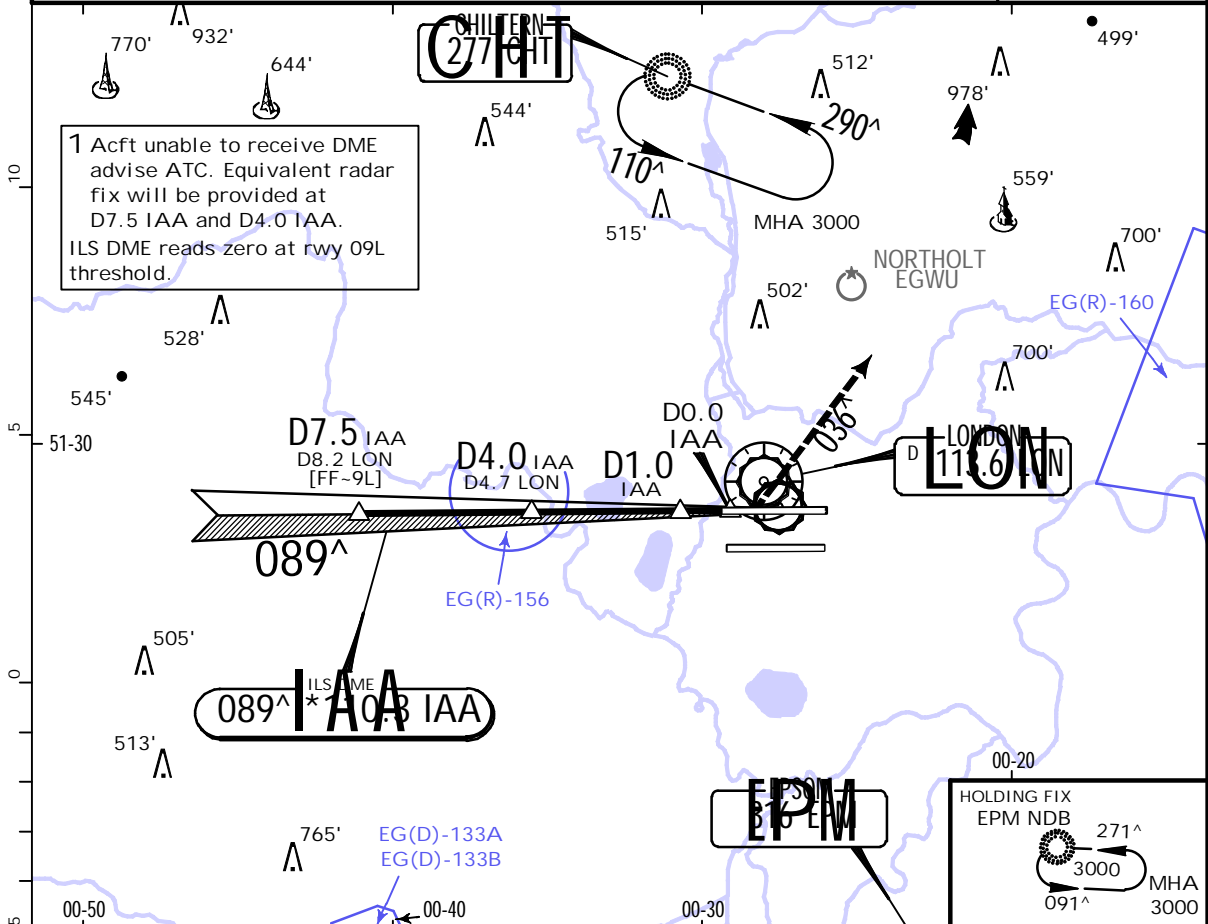 CHILTERN
277 CHT
770'
932'
644'
544'
512'
499'
978'
290^
110^
1 Acft unable to receive DME
advise ATC. Equivalent radar
fix will be provided at
D7.5 IAA and D4.0 IAA.
ILS DME reads zero at rwy 09L
threshold.
10
559'
515'
MHA 3000
NORTHOLT
EGWU
700'
502'
EG(R)-160
528'
700'
545'
5
51-30
D7.5 IAA
D8.2 LON
[FF~9L]
D4.0 IAA
D4.7 LON
D1.0
IAA
D0.0
IAA
036^
LONDON
D
LON
089^
EG(R)-156
505'
0
ILS DME
089^
IAA
513'
00-20
EPSOM
EPM
HOLDING FIX
EPM NDB
271^
3000
091^
MHA
3000
765'
EG(D)-133A
EG(D)-133B
00-50
00-40
00-30
5